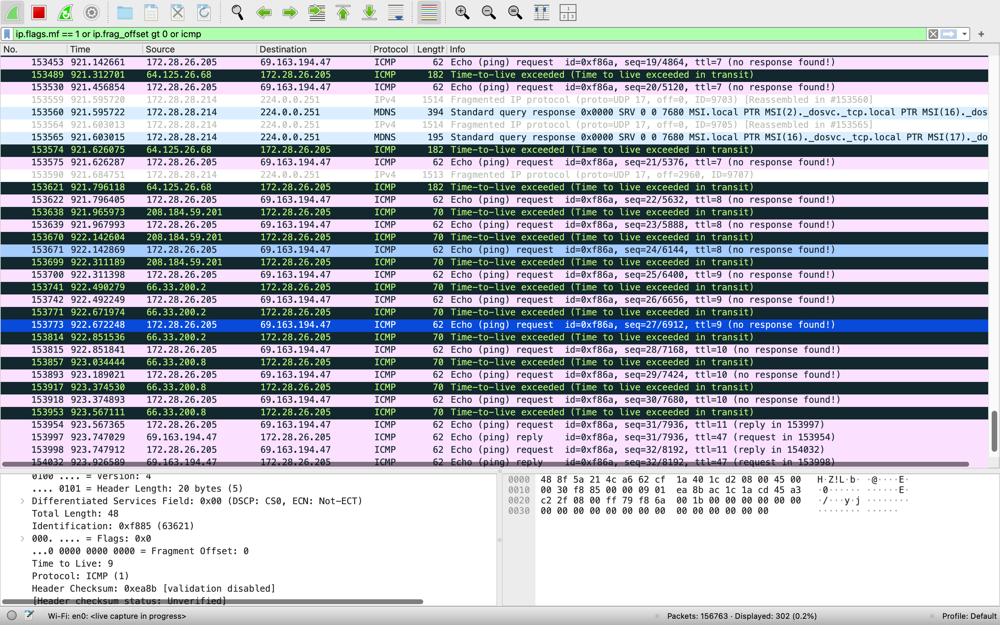 ip.flags.mf == 1 or ip.frag_offset gt 0 or icmp
No. Time Source Destination Protocol Length Info
153453 921.142661 172.28.26.205 69.163.194.47 ICMP 62 Echo (ping) request id=0xf86a, seq=19/4864, ttl=7 (no response found!)
153489 921.312701 64.125.26.68 172.28.26.205 ICMP 182 Time-to-live exceeded (Time to live exceeded in transit)
153530 921.456854 172.28.26.205 69.163.194.47 ICMP 62 Echo (ping) request id=0xf86a, seq=20/5120, ttl=7 (no response found!)
153559 921.595720 172.28.28.214 224.0.0.251 IPv4 1514 Fragmented IP protocol (proto=UDP 17, off=0, ID=9703) [Reassembled in #153560]
153560 921.595722 172.28.28.214 224.0.0.251 MDNS 394 Standard query response 0x0000 SRV 0 0 7680 MSI.local PTR MSI(2)._dosvc._tcp.local PTR MSI(16)._dos
153564 921.603013 172.28.28.214 224.0.0.251 IPv4 1514 Fragmented IP protocol (proto=UDP 17, off=0, ID=9705) [Reassembled in #153565]
153565 921.603015 172.28.28.214 224.0.0.251 MDNS 195 Standard query response 0x0000 SRV 0 0 7680 MSI.local PTR MSI(16)._dosvc._tcp.local PTR MSI(17)._do
153574 921.626075 64.125.26.68 172.28.26.205 ICMP 182 Time-to-live exceeded (Time to live exceeded in transit)
153575 921.626287 172.28.26.205 69.163.194.47 ICMP 62 Echo (ping) request id=0xf86a, seq=21/5376, ttl=7 (no response found!)
153590 921.684751 172.28.28.214 224.0.0.251 IPv4 1513 Fragmented IP protocol (proto=UDP 17, off=2960, ID=9707)
153621 921.796118 64.125.26.68 172.28.26.205 ICMP 182 Time-to-live exceeded (Time to live exceeded in transit)
153622 921.796405 172.28.26.205 69.163.194.47 ICMP 62 Echo (ping) request id=0xf86a, seq=22/5632, ttl=8 (no response found!)
153638 921.965973 208.184.59.201 172.28.26.205 ICMP 70 Time-to-live exceeded (Time to live exceeded in transit)
153639 921.967993 172.28.26.205 69.163.194.47 ICMP 62 Echo (ping) request id=0xf86a, seq=23/5888, ttl=8 (no response found!)
153670 922.142604 208.184.59.201 172.28.26.205 ICMP 70 Time-to-live exceeded (Time to live exceeded in transit)
153671 922.142869 172.28.26.205 69.163.194.47 ICMP 62 Echo (ping) request id=0xf86a, seq=24/6144, ttl=8 (no response found!)
153699 922.311189 208.184.59.201 172.28.26.205 ICMP 70 Time-to-live exceeded (Time to live exceeded in transit)
153700 922.311398 172.28.26.205 69.163.194.47 ICMP 62 Echo (ping) request id=0xf86a, seq=25/6400, ttl=9 (no response found!)
153741 922.490279 66.33.200.2 172.28.26.205 ICMP 70 Time-to-live exceeded (Time to live exceeded in transit)
153742 922.492249 172.28.26.205 69.163.194.47 ICMP 62 Echo (ping) request id=0xf86a, seq=26/6656, ttl=9 (no response found!)
153771 922.671974 66.33.200.2 172.28.26.205 ICMP 70 Time-to-live exceeded (Time to live exceeded in transit)
153773 922.672248 172.28.26.205 69.163.194.47 ICMP 62 Echo (ping) request id=0xf86a, seq=27/6912, ttl=9 (no response found!)
153814 922.851536 66.33.200.2 172.28.26.205 ICMP 70 Time-to-live exceeded (Time to live exceeded in transit)
153815 922.851841 172.28.26.205 69.163.194.47 ICMP 62 Echo (ping) request id=0xf86a, seq=28/7168, ttl=10 (no response found!)
153857 923.034444 66.33.200.8 172.28.26.205 ICMP 70 Time-to-live exceeded (Time to live exceeded in transit)
153893 923.189021 172.28.26.205 69.163.194.47 ICMP 62 Echo (ping) request id=0xf86a, seq=29/7424, ttl=10 (no response found!)
153917 923.374530 66.33.200.8 172.28.26.205 ICMP 70 Time-to-live exceeded (Time to live exceeded in transit)
153918 923.374893 172.28.26.205 69.163.194.47 ICMP 62 Echo (ping) request id=0xf86a, seq=30/7680, ttl=10 (no response found!)
153953 923.567111 66.33.200.8 172.28.26.205 ICMP 70 Time-to-live exceeded (Time to live exceeded in transit)
153954 923.567365 172.28.26.205 69.163.194.47 ICMP 62 Echo (ping) request id=0xf86a, seq=31/7936, ttl=11 (reply in 153997)
153997 923.747029 69.163.194.47 172.28.26.205 ICMP 62 Echo (ping) reply id=0xf86a, seq=31/7936, ttl=47 (request in 153954)
153998 923.747912 172.28.26.205 69.163.194.47 ICMP 62 Echo (ping) request id=0xf86a, seq=32/8192, ttl=11 (reply in 154032)
154032 923.926589 69.163.194.47 172.28.26.205 ICMP 62 Echo (ping) reply id=0xf86a, seq=32/8192, ttl=47 (request in 153998)
0100 .... = Version: 4
.... 0101 = Header Length: 20 bytes (5)
Differentiated Services Field: 0x00 (DSCP: CS0, ECN: Not-ECT)
Total Length: 48
Identification: 0xf885 (63621)
000. .... = Flags: 0x0
...0 0000 0000 0000 = Fragment Offset: 0
Time to Live: 9
Protocol: ICMP (1)
Header Checksum: 0xea8b [validation disabled]
[Header checksum status: Unverified]
0000 48 8f 5a 21 4c a6 62 cf 1a 40 1c d2 08 00 45 00 H·Z!L·b· ·@····E·
0010 00 30 f8 85 00 00 09 01 ea 8b ac 1c 1a cd 45 a3 ·0······ ······E·
0020 c2 2f 08 00 ff 79 f8 6a 00 1b 00 00 00 00 00 00 ·/···y·j ········
0030 00 00 00 00 00 00 00 00 00 00 00 00 00 00 ········ ······
Wi-Fi: en0: <live capture in progress> Packets: 156763 · Displayed: 302 (0.2%) Profile: Default